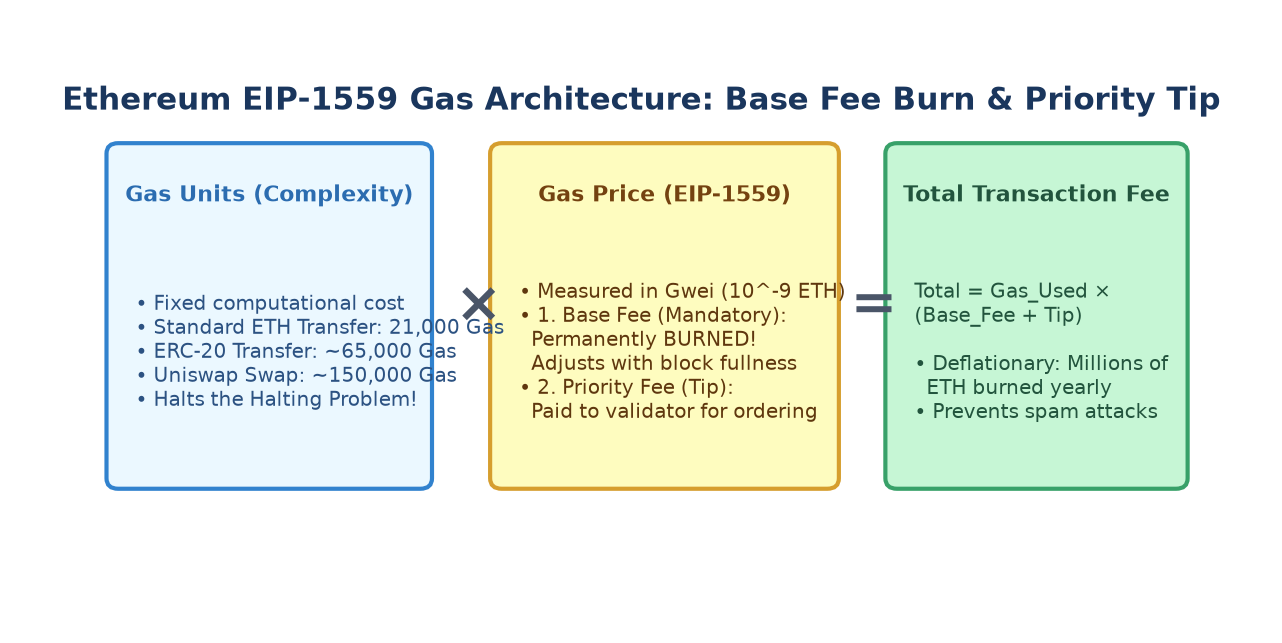 Ethereum EIP-1559 Gas Architecture: Base Fee Burn & Priority Tip
Gas Units (Complexity)
• Fixed computational cost
• Standard ETH Transfer: 21,000 Gas
• ERC-20 Transfer: ~65,000 Gas
• Uniswap Swap: ~150,000 Gas
• Halts the Halting Problem!
×
Gas Price (EIP-1559)
• Measured in Gwei (10^-9 ETH)
• 1. Base Fee (Mandatory):
Permanently BURNED!
Adjusts with block fullness
• 2. Priority Fee (Tip):
Paid to validator for ordering
=
Total Transaction Fee
Total = Gas_Used ×
(Base_Fee + Tip)
• Deflationary: Millions of
ETH burned yearly
• Prevents spam attacks